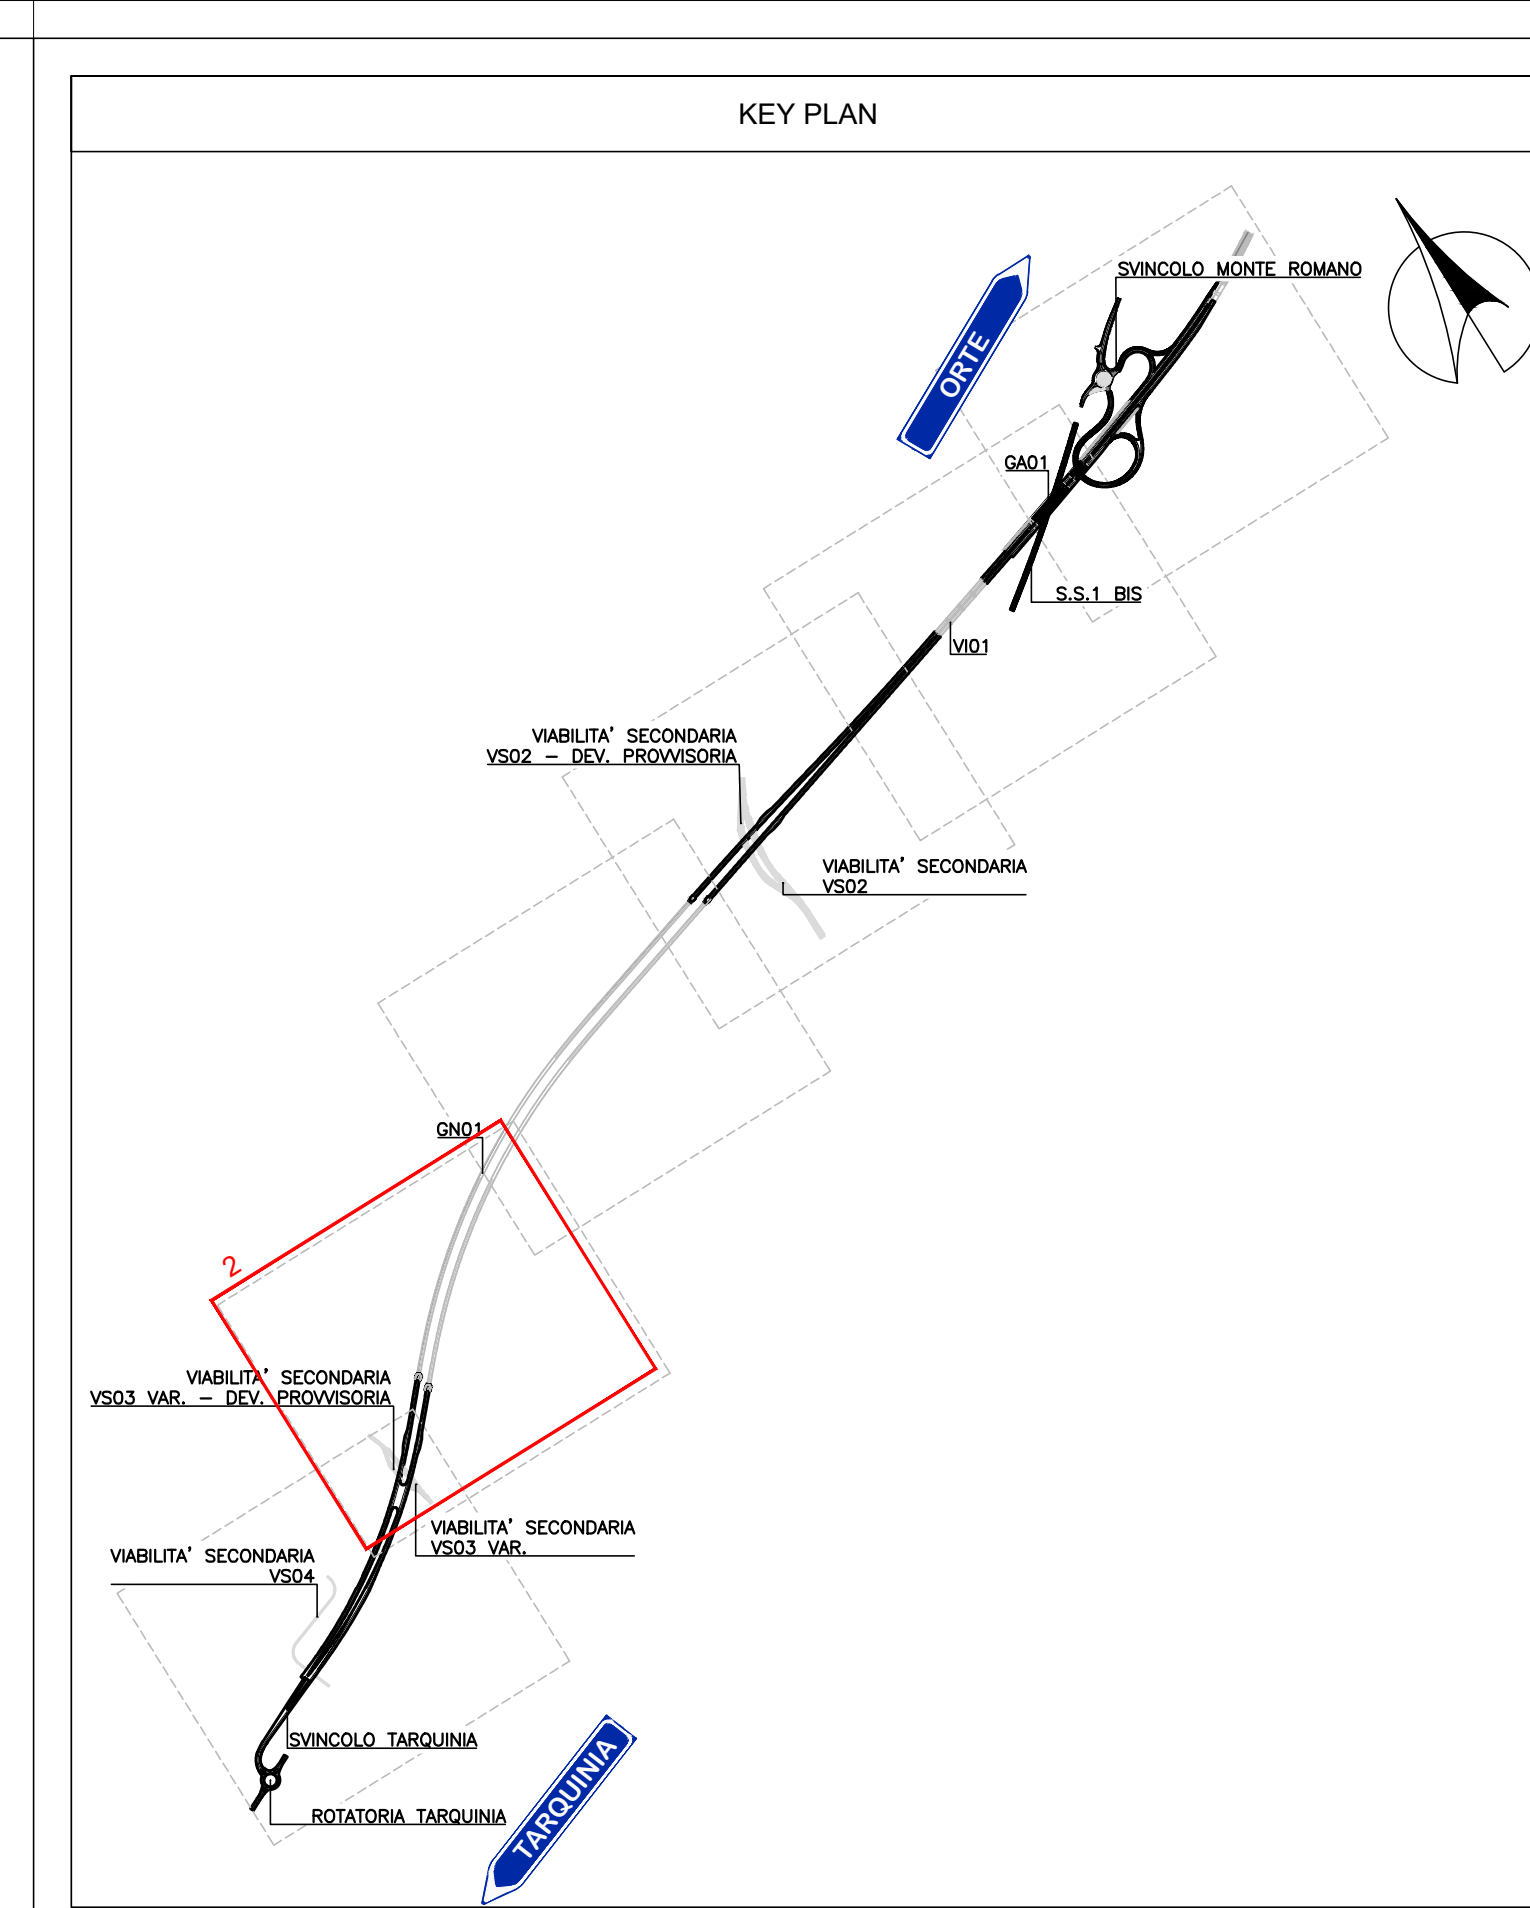 KEY PLAN
SVINCOLO MONTE ROMANO
ORTE
GA01
S.S.1 BIS
VI01
VIABILITA' SECONDARIA
VS02 - DEV. PROVVISORIA
VIABILITA' SECONDARIA
VS02
GN01
2
VIABILITA' SECONDARIA
VS03 VAR. - DEV. PROVVISORIA
VIABILITA' SECONDARIA
VS03 VAR.
VIABILITA' SECONDARIA
VS04
SVINCOLO TARQUINIA
TARQUINIA
ROTATORIA TARQUINIA